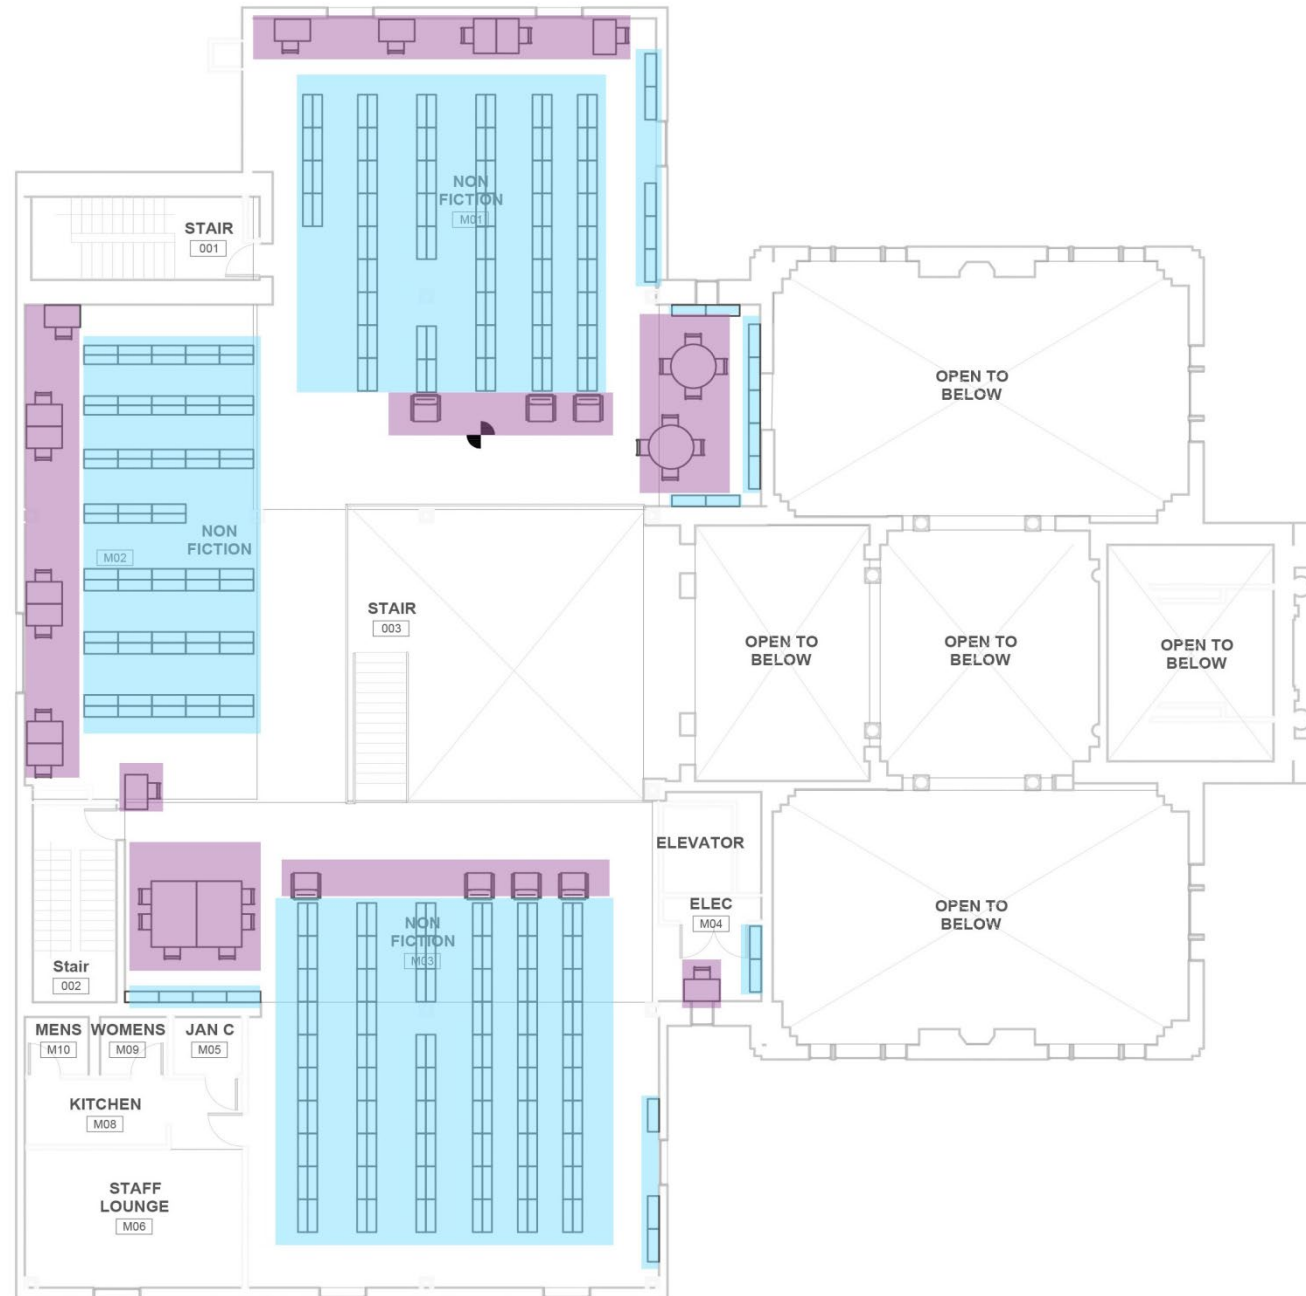 NON
FICTION
M01
STAIR
001
OPEN TO
BELOW
NON
FICTION
M02
STAIR
003
OPEN TO
BELOW
OPEN TO
BELOW
OPEN TO
BELOW
ELEVATOR
ELEC
M04
OPEN TO
BELOW
NON
FICTION
M03
Stair
002
MENS
M10
WOMENS
M09
JAN C
M05
KITCHEN
M08
STAFF
LOUNGE
M06